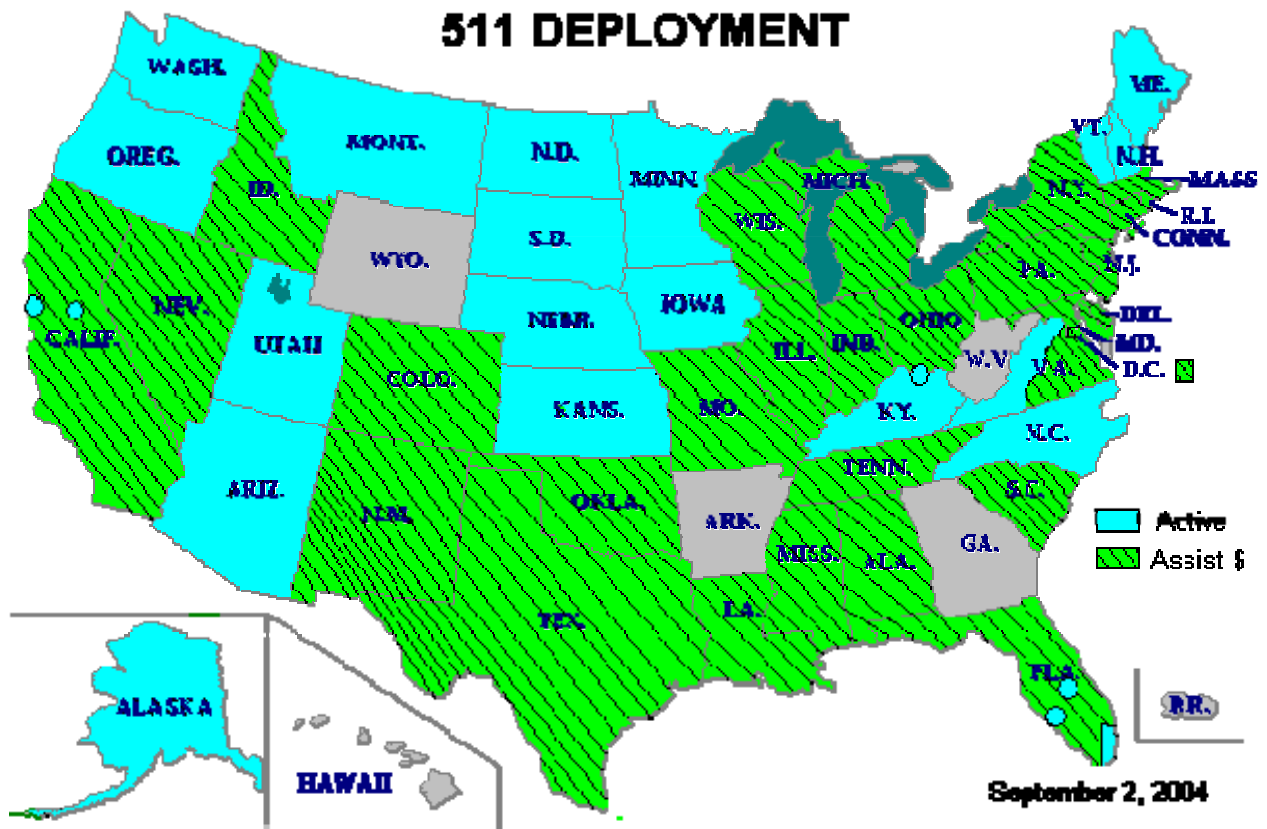 511 DEPLOYMENT
WASH.
ME.
VT.
MONT.
N.D.
OREG.
N.H.
MINN
MICH.
MASS
ID.
N.Y.
WIS.
R.I.
S.D.
CONN.
WYO.
PA.
N.J.
NEV.
IOWA
DEL.
NEBR.
OHIO
CALIF.
UTAH
ILL.
IND.
MD.
W.V
VA.
D.C.
COLO.
KANS.
MO.
KY.
N.C.
TENN.
ARIZ.
S.C.
OKLA.
N.M.
ARK.
Active
GA.
MISS.
ALA.
Assist $
LA.
TEX.
FLA
ALASKA
P.R.
HAWAII
September 2, 2004